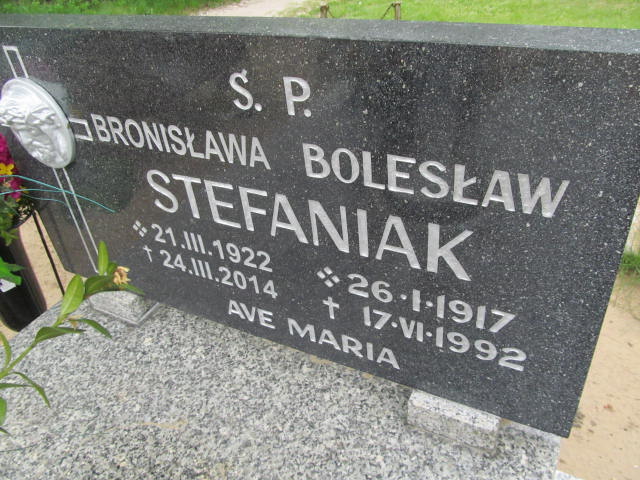 Ś. P.
BRONISŁAWA BOLESŁAW
STEFANIAK
21.III.1922 26.I.1917
✝ 24.III.2014 ✝ 17.VI.1992
AVE MARIA